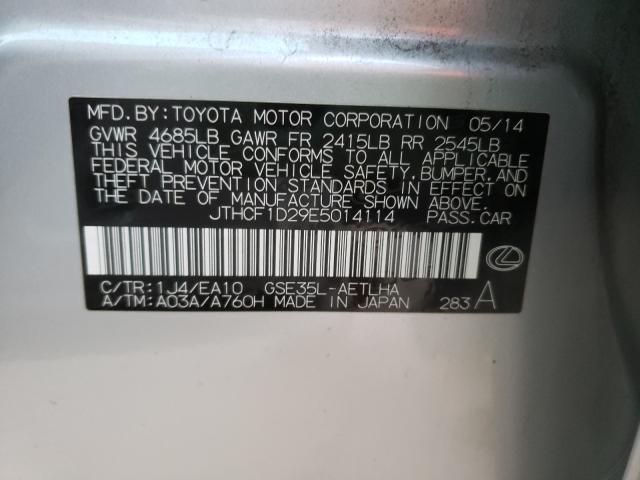 MFD. BY: TOYOTA MOTOR CORPORATION 05/14
GVWR 4685LB GAWR FR 2415LB RR 2545LB
THIS VEHICLE CONFORMS TO ALL APPLICABLE
FEDERAL MOTOR VEHICLE SAFETY, BUMPER, AND
THEFT PREVENTION STANDARDS IN EFFECT ON
THE DATE OF MANUFACTURE SHOWN ABOVE.
JTHCF1D29E5014114 PASS. CAR
C/TR: 1J4/EA10 GSE35L-AETLHA
A/TM: A03A/A760H MADE IN JAPAN 283 A